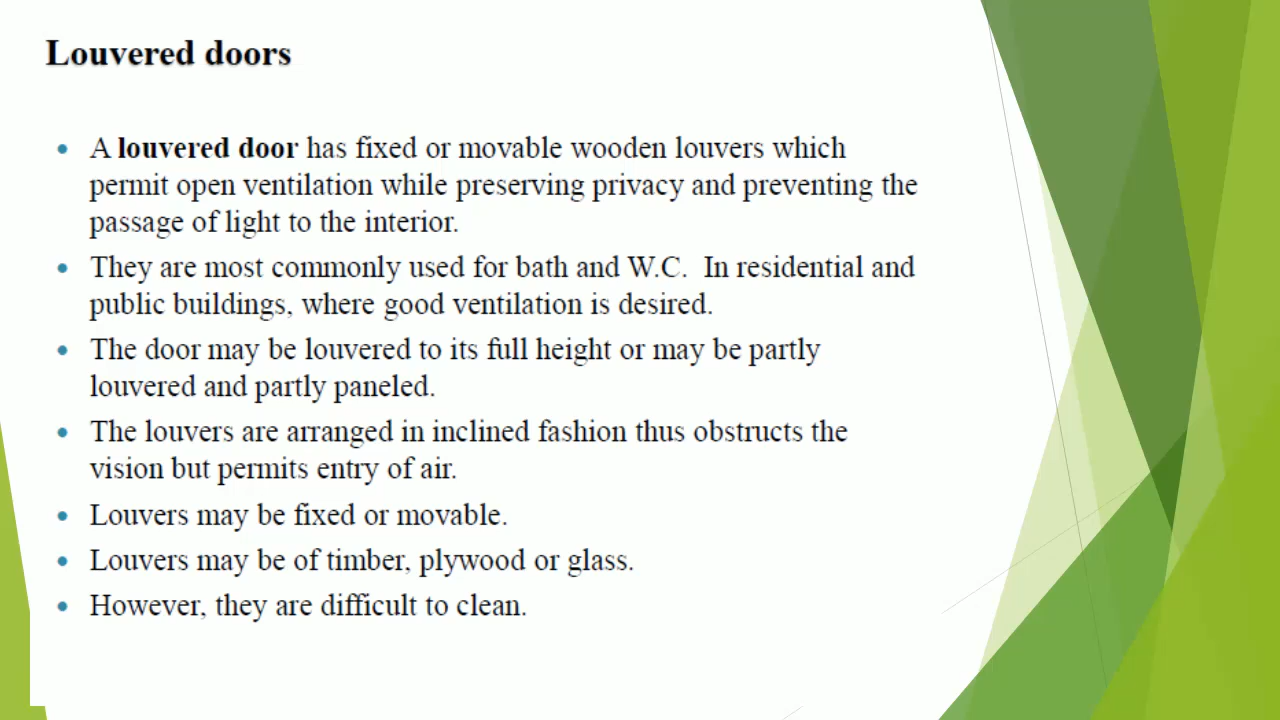 Louvered doors
• A louvered door has fixed or movable wooden louvers which
permit open ventilation while preserving privacy and preventing the
passage of light to the interior.
• They are most commonly used for bath and W.C.  In residential and
public buildings, where good ventilation is desired.
• The door may be louvered to its full height or may be partly
louvered and partly paneled.
• The louvers are arranged in inclined fashion thus obstructs the
vision but permits entry of air.
• Louvers may be fixed or movable.
• Louvers may be of timber, plywood or glass.
• However, they are difficult to clean.